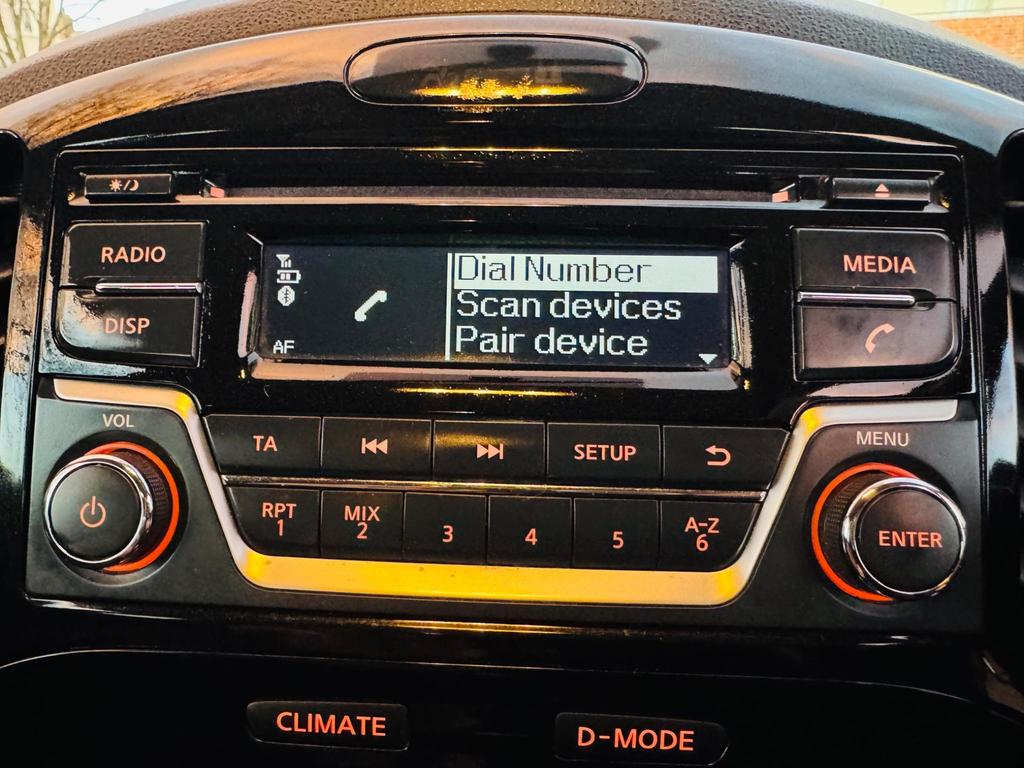 RADIO
DISP
AF
Dial Number
Scan devices
Pair device
MEDIA
VOL
MENU
TA
SETUP
RPT
1
MIX
2
3
4
5
A-Z
6
ENTER
CLIMATE
D-MODE